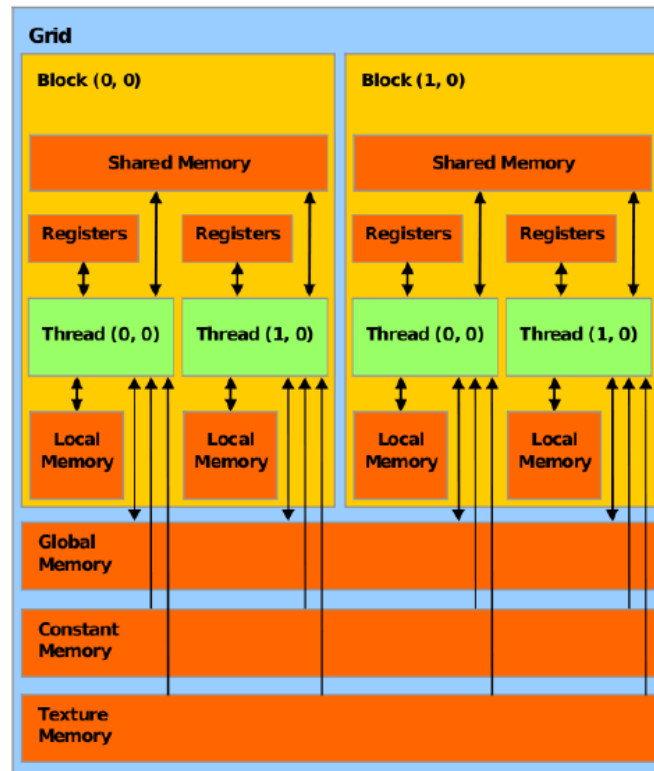 Grid
Block (0, 0)
Block (1, 0)
Shared Memory
Shared Memory
Registers
Registers
Registers
Registers
Thread (0, 0)
Thread (1, 0)
Thread (0, 0)
Thread (1, 0)
Local
Memory
Local
Memory
Local
Memory
Local
Memory
Global
Memory
Constant
Memory
Texture
Memory